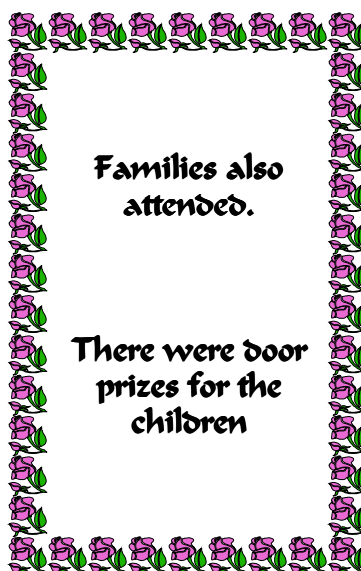 Families also
attended.
There were door
prizes for the
children